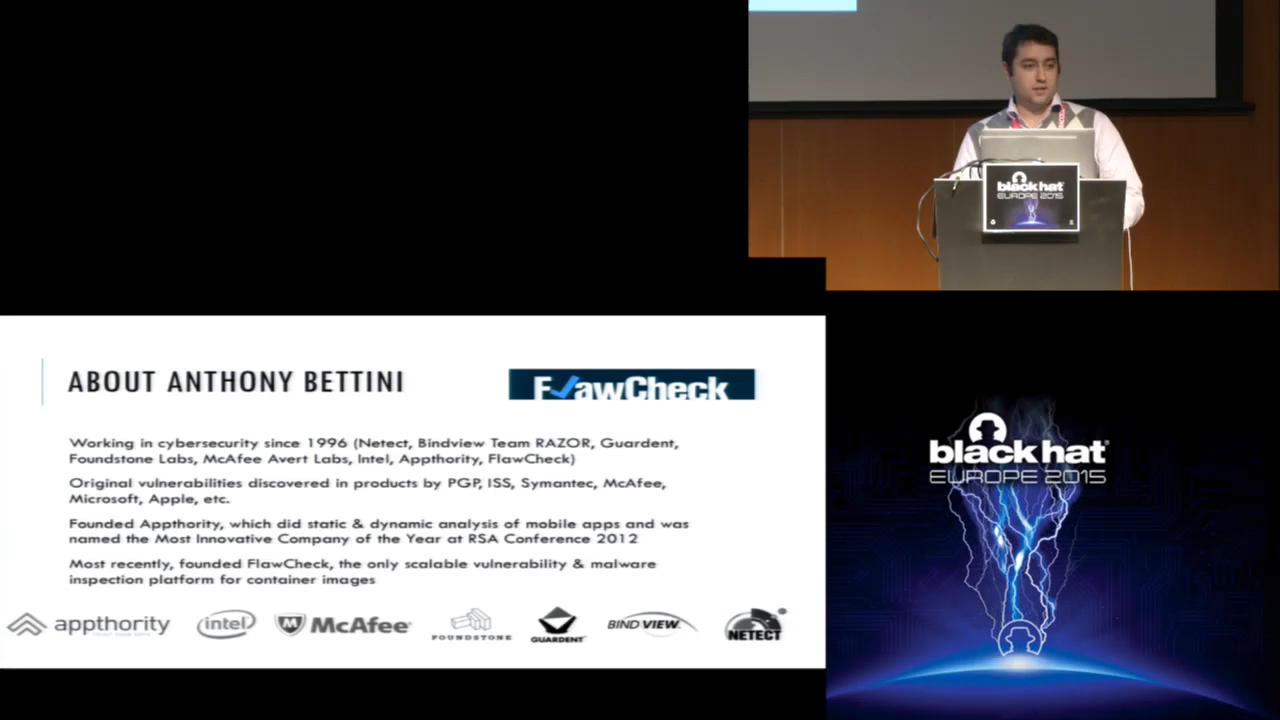 black hat
EUROPE 2015
ABOUT ANTHONY BETTINI
FlawCheck
Working in cybersecurity since 1996 (Netect, Bindview Team RAZOR, Guardent,
Foundstone Labs, McAfee Avert Labs, Intel, Appthority, FlawCheck)
Original vulnerabilities discovered in products by PGP, ISS, Symantec, McAfee,
Microsoft, Apple, etc.
Founded Appthority, which did static & dynamic analysis of mobile apps and was
named the Most Innovative Company of the Year at RSA Conference 2012
Most recently, founded FlawCheck, the only scalable vulnerability & malware
inspection platform for container images
appthority
intel
McAfee
FOUNDSTONE
GUARDENT
BINDVIEW
NETECT
black hat
EUROPE 2015